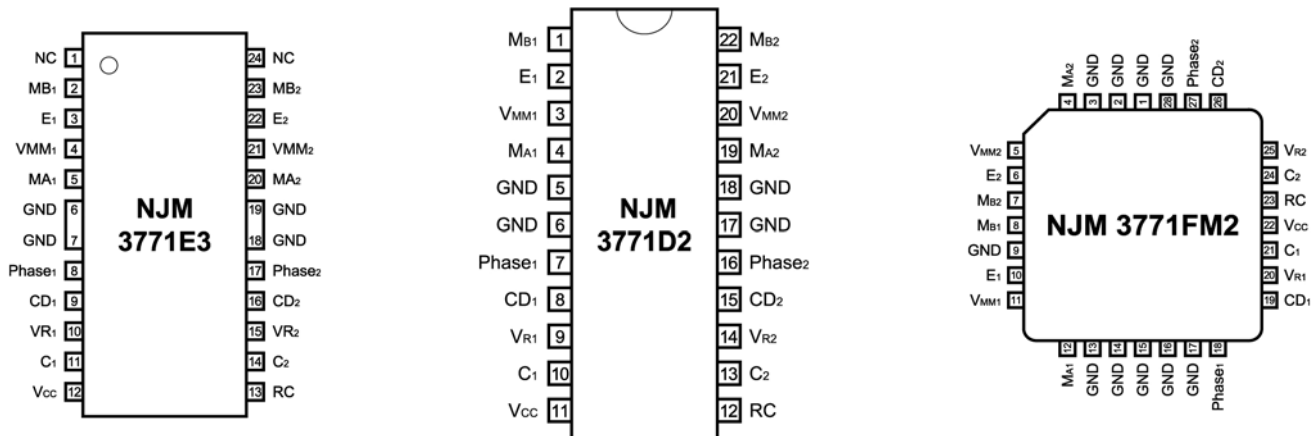 NC 1
MB1 2
E1 3
VMM1 4
MA1 5
GND 6
GND 7
Phase1 8
CD1 9
VR1 10
C1 11
Vcc 12
NJM
3771E3
24 NC
23 MB2
22 E2
21 VMM2
20 MA2
19 GND
18 GND
17 Phase2
16 CD2
15 VR2
14 C2
13 RC
MB1 1
E1 2
VMM1 3
MA1 4
GND 5
GND 6
Phase1 7
CD1 8
VR1 9
C1 10
Vcc 11
NJM
3771D2
22 MB2
21 E2
20 VMM2
19 MA2
18 GND
17 GND
16 Phase2
15 CD2
14 VR2
13 C2
12 RC
MA2 4
GND 3
GND 2
GND 1
GND 28
Phase2 27
CD2 26
VMM2 5
E2 6
MB2 7
MB1 8
GND 9
E1 10
VMM1 11
NJM 3771FM2
25 VR2
24 C2
23 RC
22 Vcc
21 C1
20 VR1
19 CD1
MA1 12
GND 13
GND 14
GND 15
GND 16
GND 17
Phase1 18